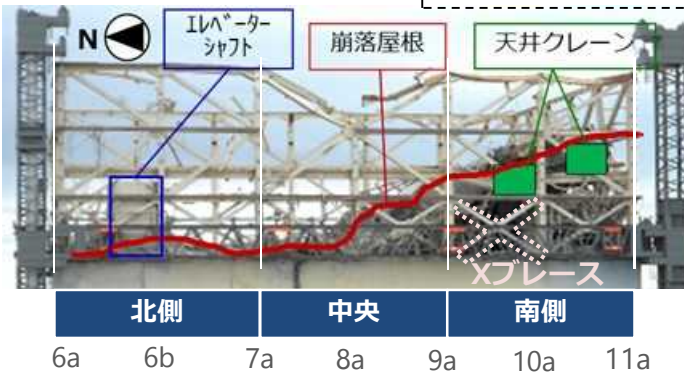 N
エレベーター
シャフト
崩落屋根
天井クレーン
Xブレース
北側 中央 南側
6a 6b 7a 8a 9a 10a 11a